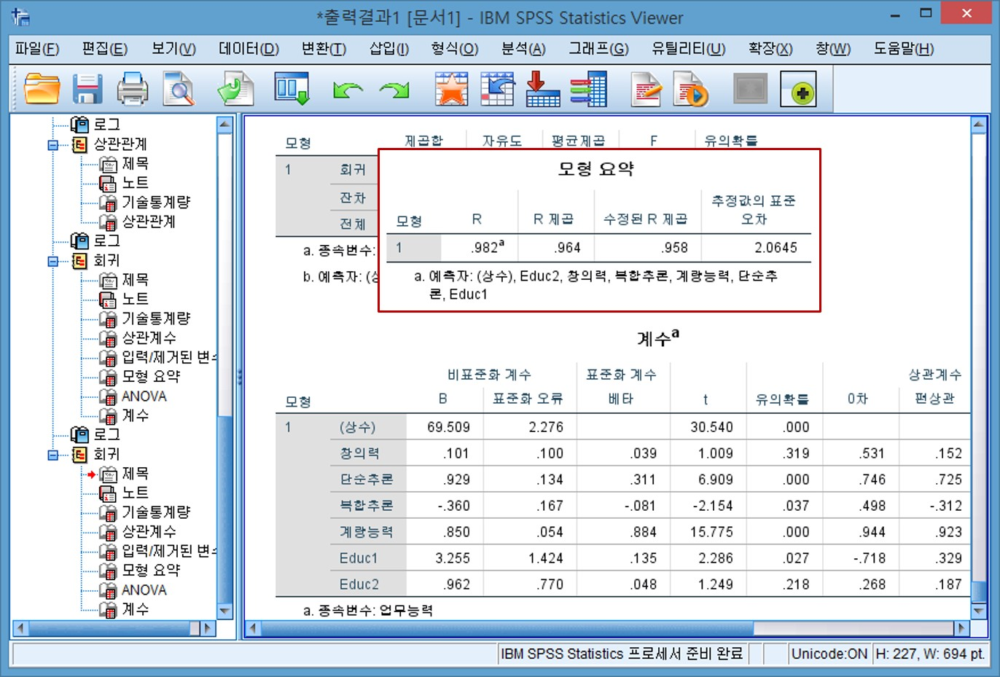 *출력결과1 [문서1] - IBM SPSS Statistics Viewer
파일(F) 편집(E) 보기(V) 데이터(D) 변환(T) 삽입(I) 형식(O) 분석(A) 그래프(G) 유틸리티(U) 확장(X) 창(W) 도움말(H)
로그
상관관계
제목
노트
기술통계량
상관관계
로그
회귀
제목
노트
기술통계량
상관계수
입력/제거된 변수
모형 요약
ANOVA
계수
로그
회귀
제목
노트
기술통계량
상관계수
입력/제거된 변수
모형 요약
ANOVA
계수
모형 제곱합 자유도 평균제곱 F 유의확률
1 회귀
잔차
전체
a. 종속변수:
b. 예측자: (상
모형 요약
모형 R R 제곱 수정된 R 제곱 추정값의 표준
오차
1 .982a .964 .958 2.0645
a. 예측자: (상수), Educ2, 창의력, 복합추론, 계량능력, 단순추
론, Educ1
계수a
비표준화 계수 표준화 계수 상관계수
모형 B 표준화 오류 베타 t 유의확률 0차 편상관
1 (상수) 69.509 2.276 30.540 .000
창의력 .101 .100 .039 1.009 .319 .531 .152
단순추론 .929 .134 .311 6.909 .000 .746 .725
복합추론 -.360 .167 -.081 -2.154 .037 .498 -.312
계량능력 .850 .054 .884 15.775 .000 .944 .923
Educ1 3.255 1.424 .135 2.286 .027 -.718 .329
Educ2 .962 .770 .048 1.249 .218 .268 .187
a. 종속변수: 업무능력
IBM SPSS Statistics 프로세서 준비 완료 Unicode:ON H: 227, W: 694 pt.